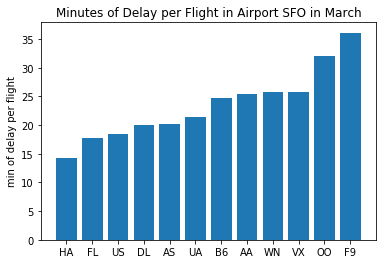 Minutes of Delay per Flight in Airport SFO in March
min of delay per flight
35
30
25
20
15
10
5
0
HA FL US DL AS UA B6 AA WN VX OO F9